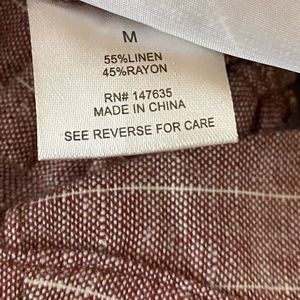 M
55%LINEN
45%RAYON
RN# 147635
MADE IN CHINA
SEE REVERSE FOR CARE